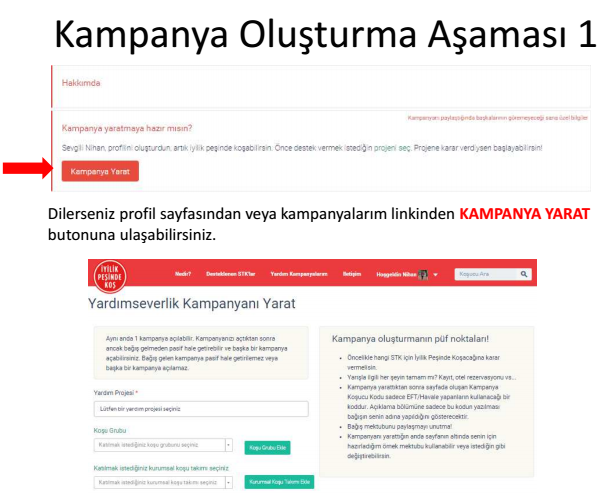 Kampanya Oluşturma Aşaması 1
Hakkımda
Kampanyanı paylaştığında başkalarının göremeyeceği sana özel bilgiler
Kampanya yaratmaya hazır mısın?
Sevgili Nihan, profilini oluşturdun, artık iyilik peşinde koşabilirsin. Önce destek vermek istediğin projeni seç. Projene karar verdiysen başlayabilirsin!
Kampanya Yarat
Dilerseniz profil sayfasından veya kampanyalarım linkinden KAMPANYA YARAT
butonuna ulaşabilirsiniz.
İYİLİK
PEŞİNDE
KOŞ
Nedir? Desteklenen STK'lar Yardım Kampanyalarım İletişim Hoşgeldin Nihan Koşucu Ara
Yardımseverlik Kampanyanı Yarat
Aynı anda 1 kampanya açılabilir. Kampanyanızı açtıktan sonra
ancak bağış gelmeden pasif hale getirebilir ve başka bir kampanya
açabilirsiniz. Bağış gelen kampanya pasif hale getirilemez veya
başka bir kampanya açılamaz.
Yardım Projesi *
Lütfen bir yardım projesi seçiniz
Koşu Grubu
Katılmak istediğiniz koşu grubunu seçiniz
Koşu Grubu Ekle
Katılmak istediğiniz kurumsal koşu takımı seçiniz
Katılmak istediğiniz kurumsal koşu takımı seçiniz
Kurumsal Koşu Takımı Ekle
Kampanya oluşturmanın püf noktaları!
Öncelikle hangi STK için İyilik Peşinde Koşacağına karar
vermelisin.
Yarışla ilgili her şeyin tamam mı? Kayıt, otel rezervasyonu vs...
Kampanya yarattıktan sonra sayfada oluşan Kampanya
Koşucu Kodu sadece EFT/Havale yapanların kullanacağı bir
koddur. Açıklama bölümüne sadece bu kodun yazılması
bağışın senin adına yapıldığını gösterecektir.
Bağış mektubunu paylaşmayı unutma!
Kampanyanı yarattığın anda sayfanın altında senin için
hazırladığım örnek mektubu kullanabilir veya istediğin gibi
değiştirebilirsin.